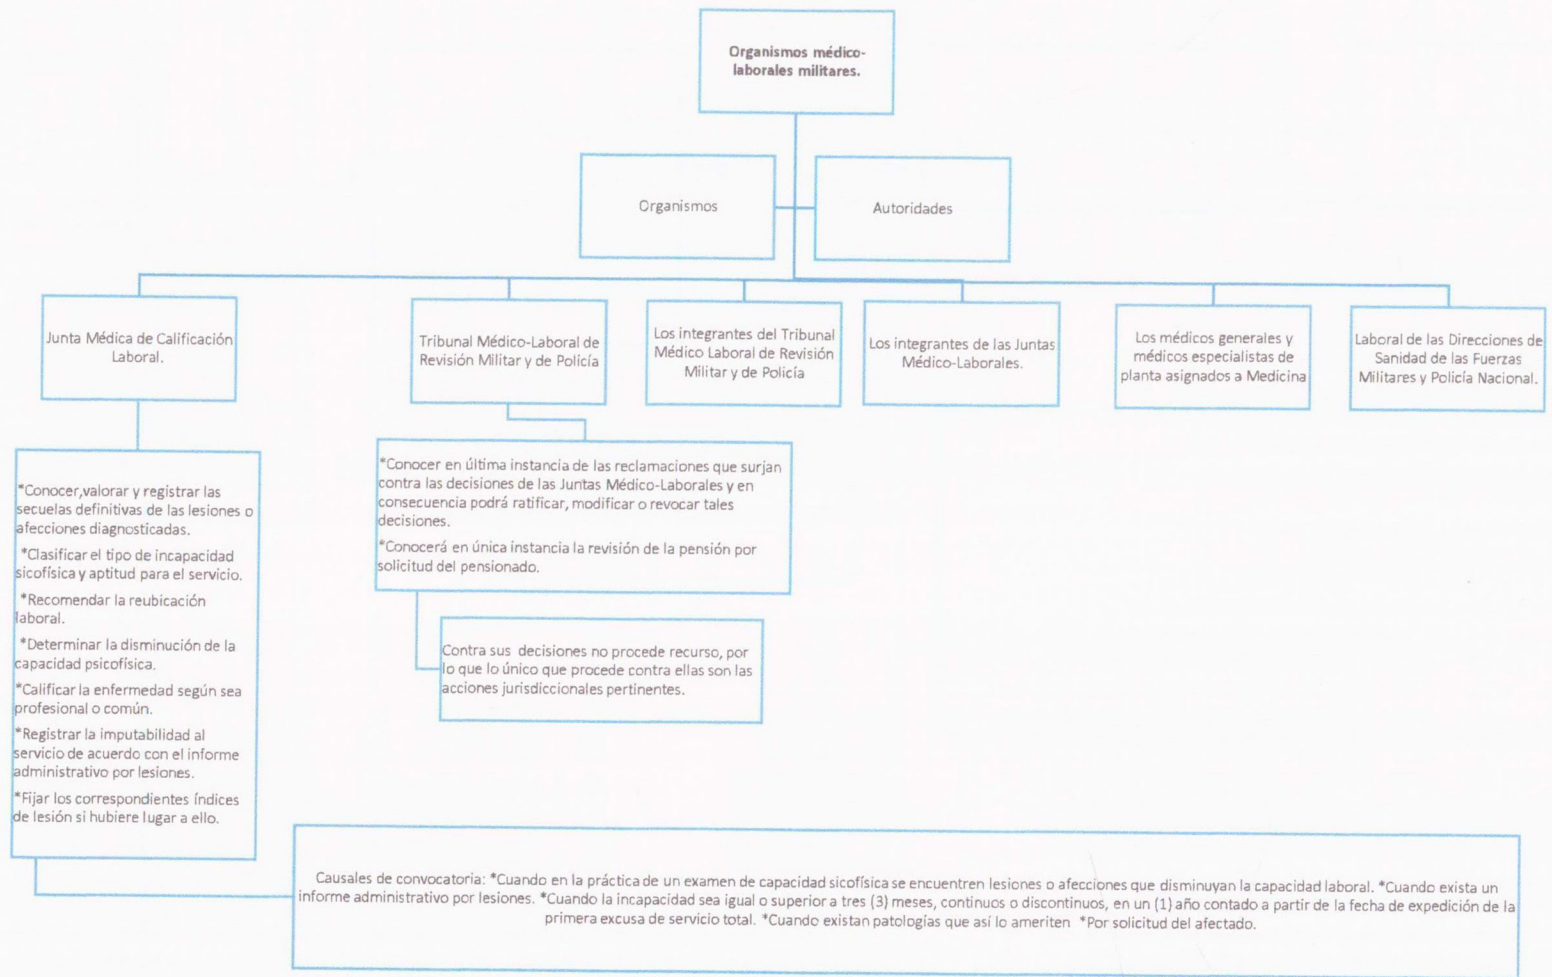 Organismos médico-
laborales militares.
Organismos
Autoridades
Junta Médica de Calificación
Laboral.
Tribunal Médico-Laboral de
Revisión Militar y de Policía
Los integrantes del Tribunal
Médico Laboral de Revisión
Militar y de Policía
Los integrantes de las Juntas
Médico-Laborales.
Los médicos generales y
médicos especialistas de
planta asignados a Medicina
Laboral de las Direcciones de
Sanidad de las Fuerzas
Militares y Policía Nacional.
*Conocer,valorar y registrar las
secuelas definitivas de las lesiones o
afecciones diagnosticadas.
*Clasificar el tipo de incapacidad
sicofísica y aptitud para el servicio.
*Recomendar la reubicación
laboral.
*Determinar la disminución de la
capacidad psicofísica.
*Calificar la enfermedad según sea
profesional o común.
*Registrar la imputabilidad al
servicio de acuerdo con el informe
administrativo por lesiones.
*Fijar los correspondientes índices
de lesión si hubiere lugar a ello.
*Conocer en última instancia de las reclamaciones que surjan
contra las decisiones de las Juntas Médico-Laborales y en
consecuencia podrá ratificar, modificar o revocar tales
decisiones.
*Conocerá en única instancia la revisión de la pensión por
solicitud del pensionado.
Contra sus decisiones no procede recurso, por
lo que lo único que procede contra ellas son las
acciones jurisdiccionales pertinentes.
Causales de convocatoria: *Cuando en la práctica de un examen de capacidad sicofísica se encuentren lesiones o afecciones que disminuyan la capacidad laboral. *Cuando exista un
informe administrativo por lesiones. *Cuando la incapacidad sea igual o superior a tres (3) meses, continuos o discontinuos, en un (1) año contado a partir de la fecha de expedición de la
primera excusa de servicio total. *Cuando existan patologías que así lo ameriten *Por solicitud del afectado.